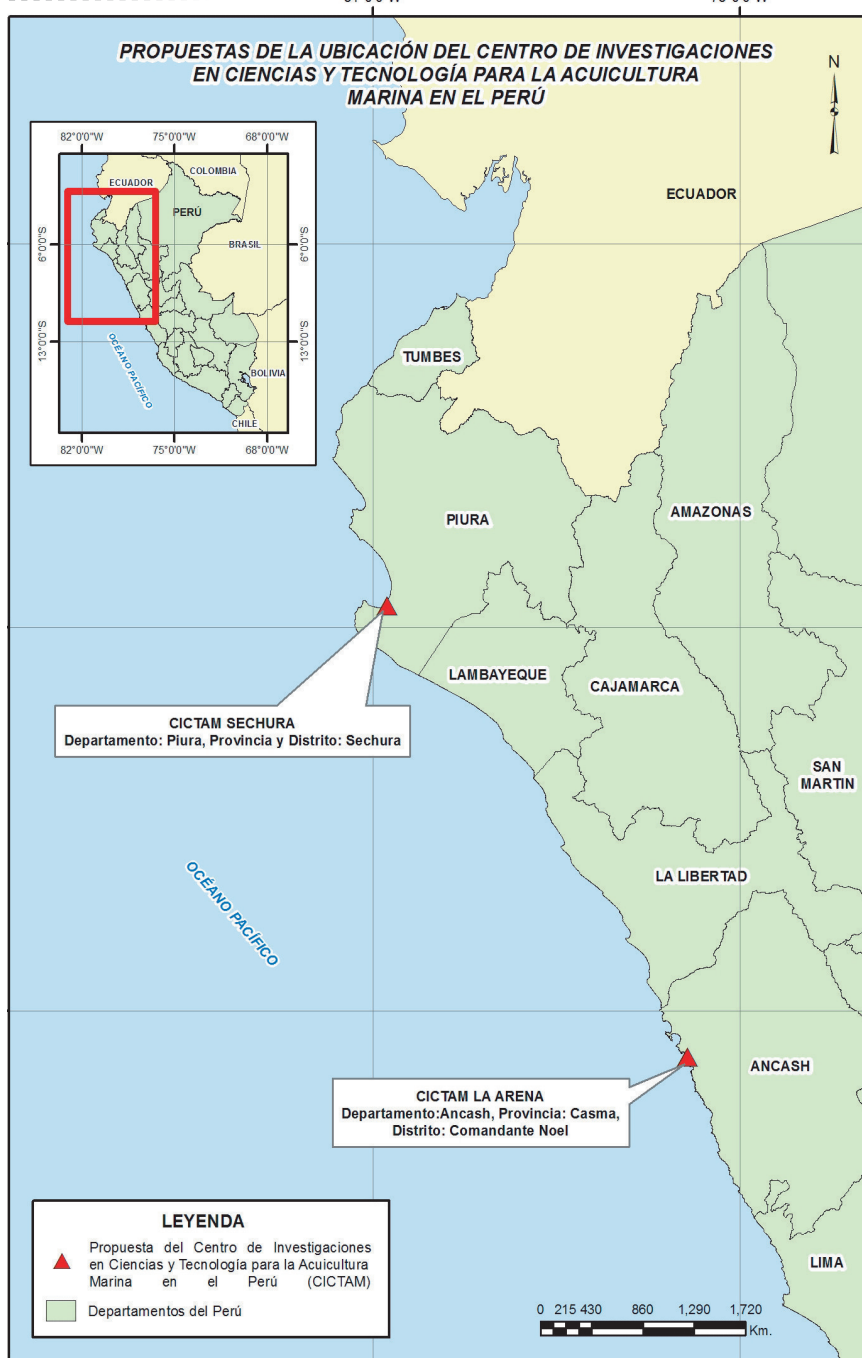 PROPUESTAS DE LA UBICACIÓN DEL CENTRO DE INVESTIGACIONES
EN CIENCIAS Y TECNOLOGÍA PARA LA ACUICULTURA
MARINA EN EL PERÚ
N
82°0'0"W
75°0'0"W
68°0'0"W
COLOMBIA
ECUADOR
PERÚ
BRASIL
6°0'0"S
6°0'0"S
13°0'0"S
13°0'0"S
OCÉANO PACÍFICO
BOLIVIA
CHILE
82°0'0"W
75°0'0"W
68°0'0"W
ECUADOR
TUMBES
PIURA
AMAZONAS
LAMBAYEQUE
CAJAMARCA
CICTAM SECHURA
Departamento: Piura, Provincia y Distrito: Sechura
SAN
MARTIN
LA LIBERTAD
OCÉANO PACÍFICO
ANCASH
CICTAM LA ARENA
Departamento:Ancash, Provincia: Casma,
Distrito: Comandante Noel
LIMA
LEYENDA
Propuesta del Centro de Investigaciones
en Ciencias y Tecnología para la Acuicultura
Marina en el Perú (CICTAM)
Departamentos del Perú
0 215 430 860 1,290 1,720
Km.